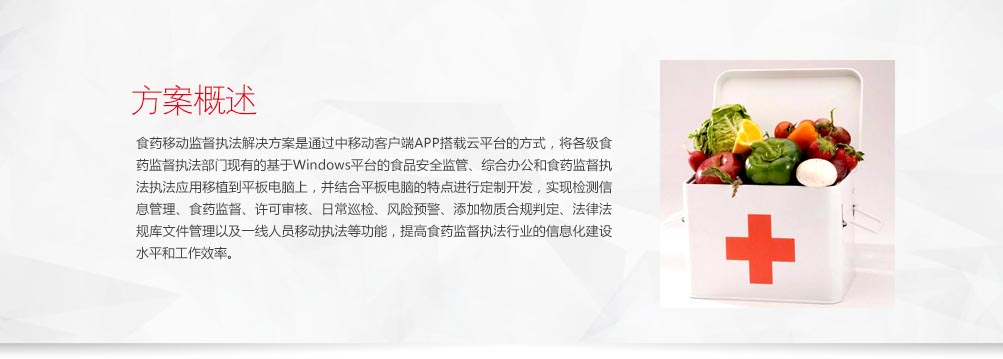 方案概述
食药移动监督执法解决方案是通过中移动客户端APP搭载云平台的方式，将各级食
药监督执法部门现有的基于Windows平台的食品安全监管、综合办公和食药监督执
法执法应用移植到平板电脑上，并结合平板电脑的特点进行定制开发，实现检测信
息管理、食药监督、许可审核、日常巡检、风险预警、添加物质合规判定、法律法
规库文件管理以及一线人员移动执法等功能，提高食药监督执法行业的信息化建设
水平和工作效率。